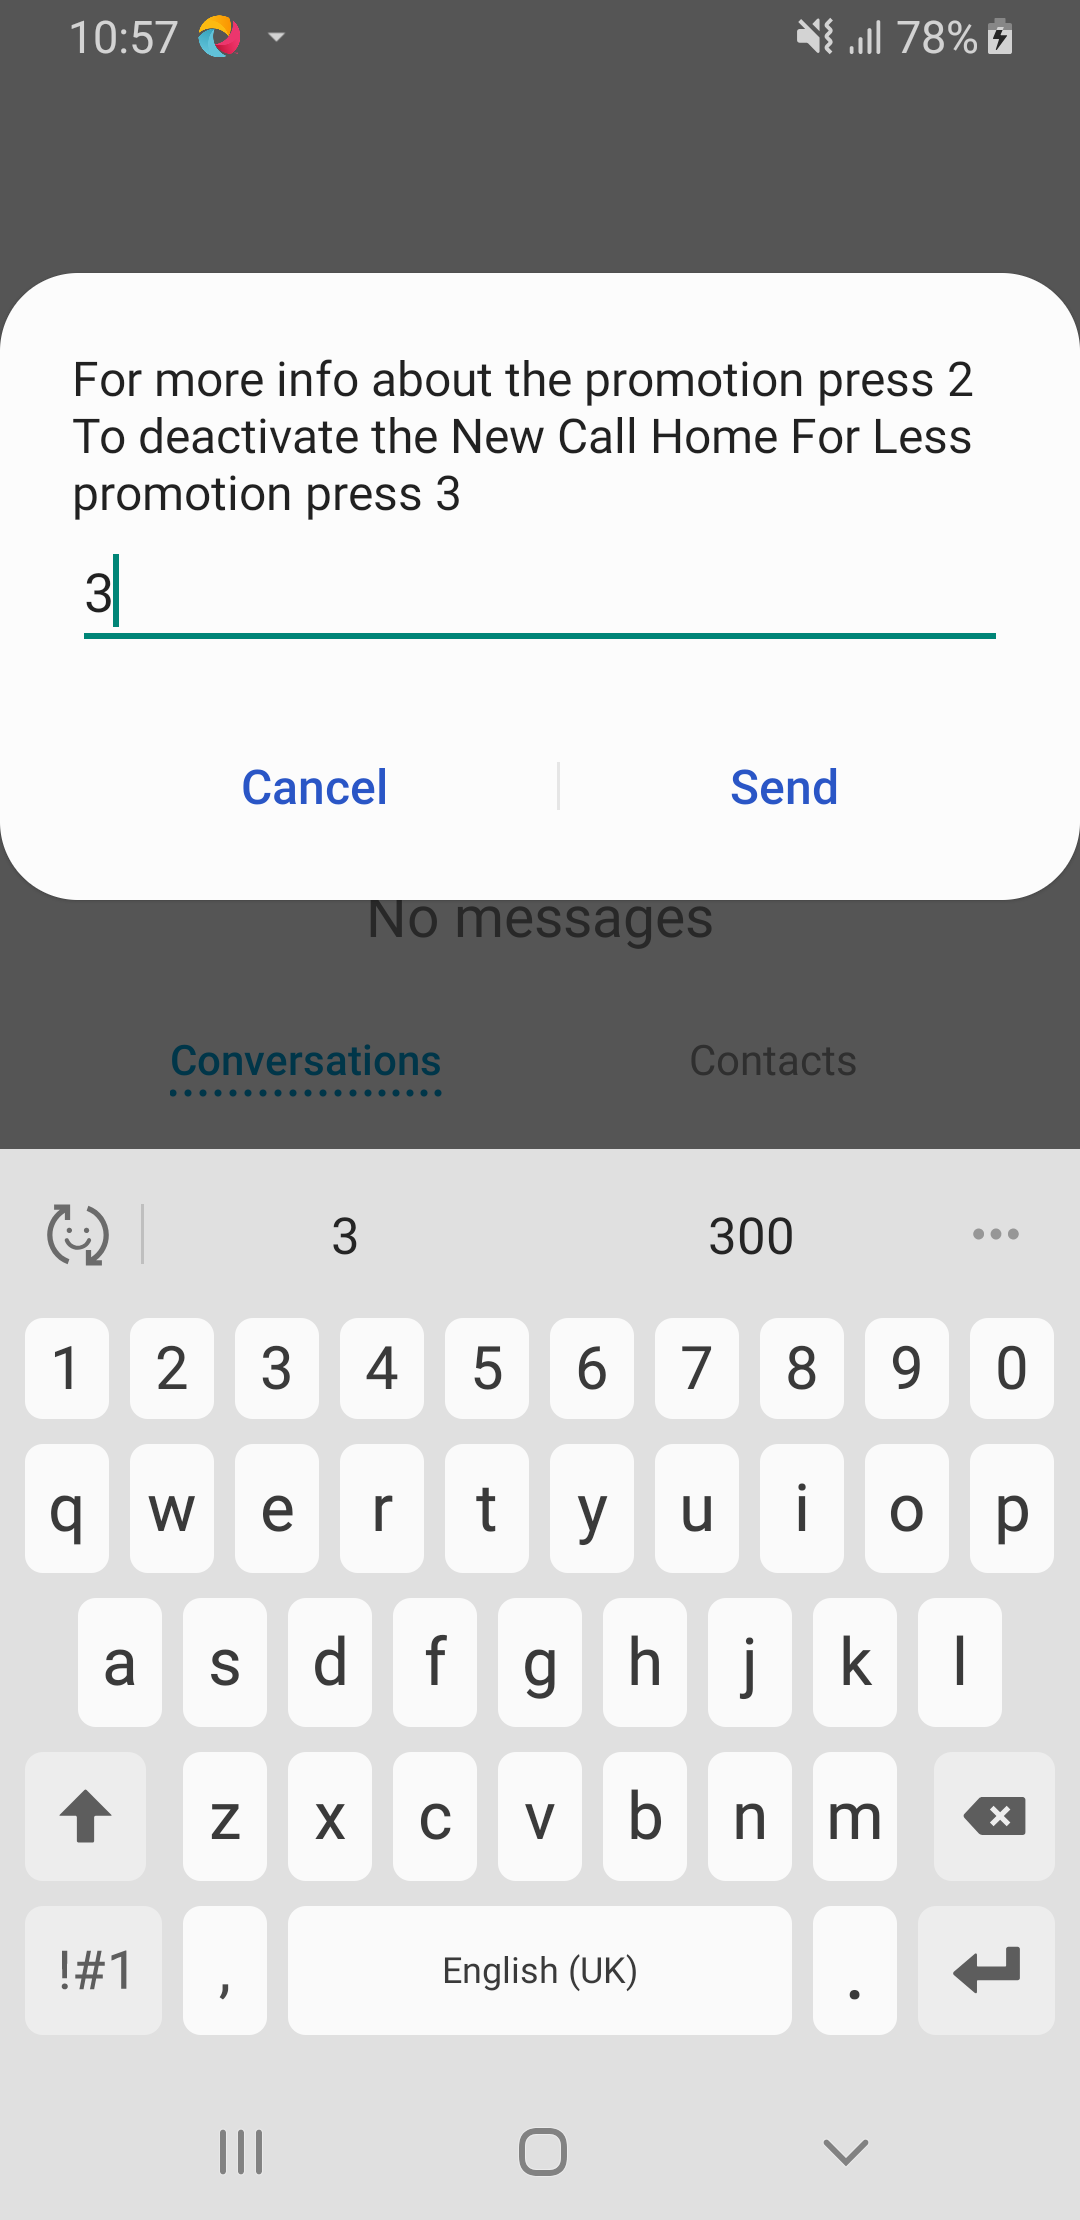 10:57 78%
For more info about the promotion press 2
To deactivate the New Call Home For Less
promotion press 3
3
Cancel Send
No messages
Conversations Contacts
3 300
1 2 3 4 5 6 7 8 9 0
q w e r t y u i o p
a s d f g h j k l
z x c v b n m
!#1 , English (UK) .